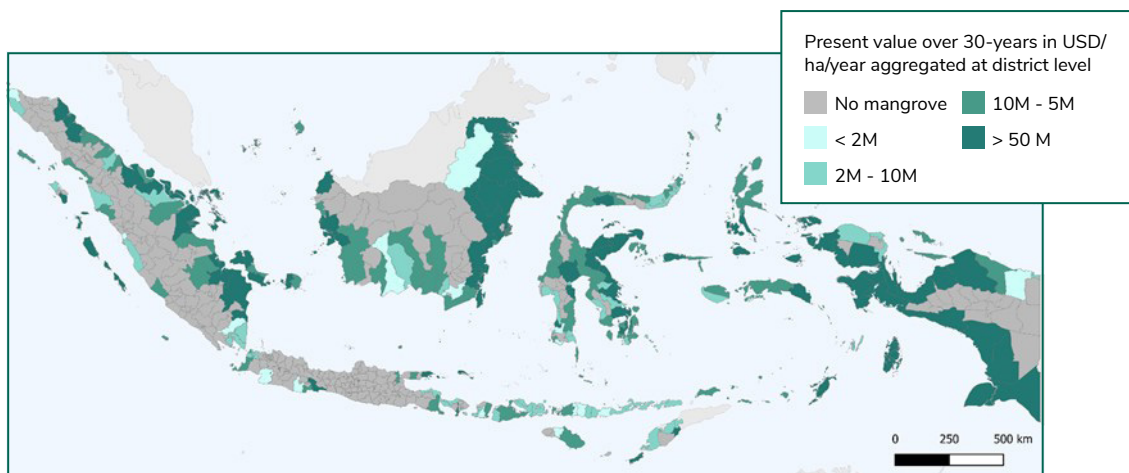 Present value over 30-years in USD/
ha/year aggregated at district level
No mangrove
10M - 5M
< 2M
> 50 M
2M - 10M
0 250 500 km